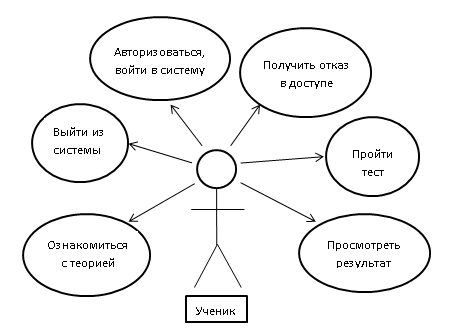 Авторизоваться,
войти в систему
Получить отказ
в доступе
Выйти из
системы
Пройти
тест
Ознакомиться
с теорией
Просмотреть
результат
Ученик